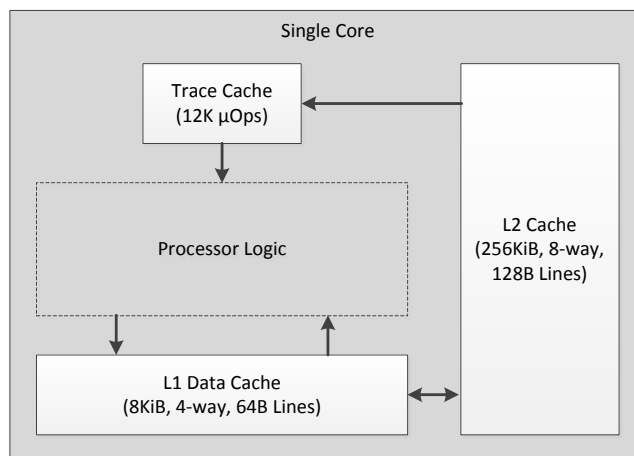 Single Core
Trace Cache
(12K µOps)
Processor Logic
L2 Cache
(256KiB, 8-way,
128B Lines)
L1 Data Cache
(8KiB, 4-way, 64B Lines)